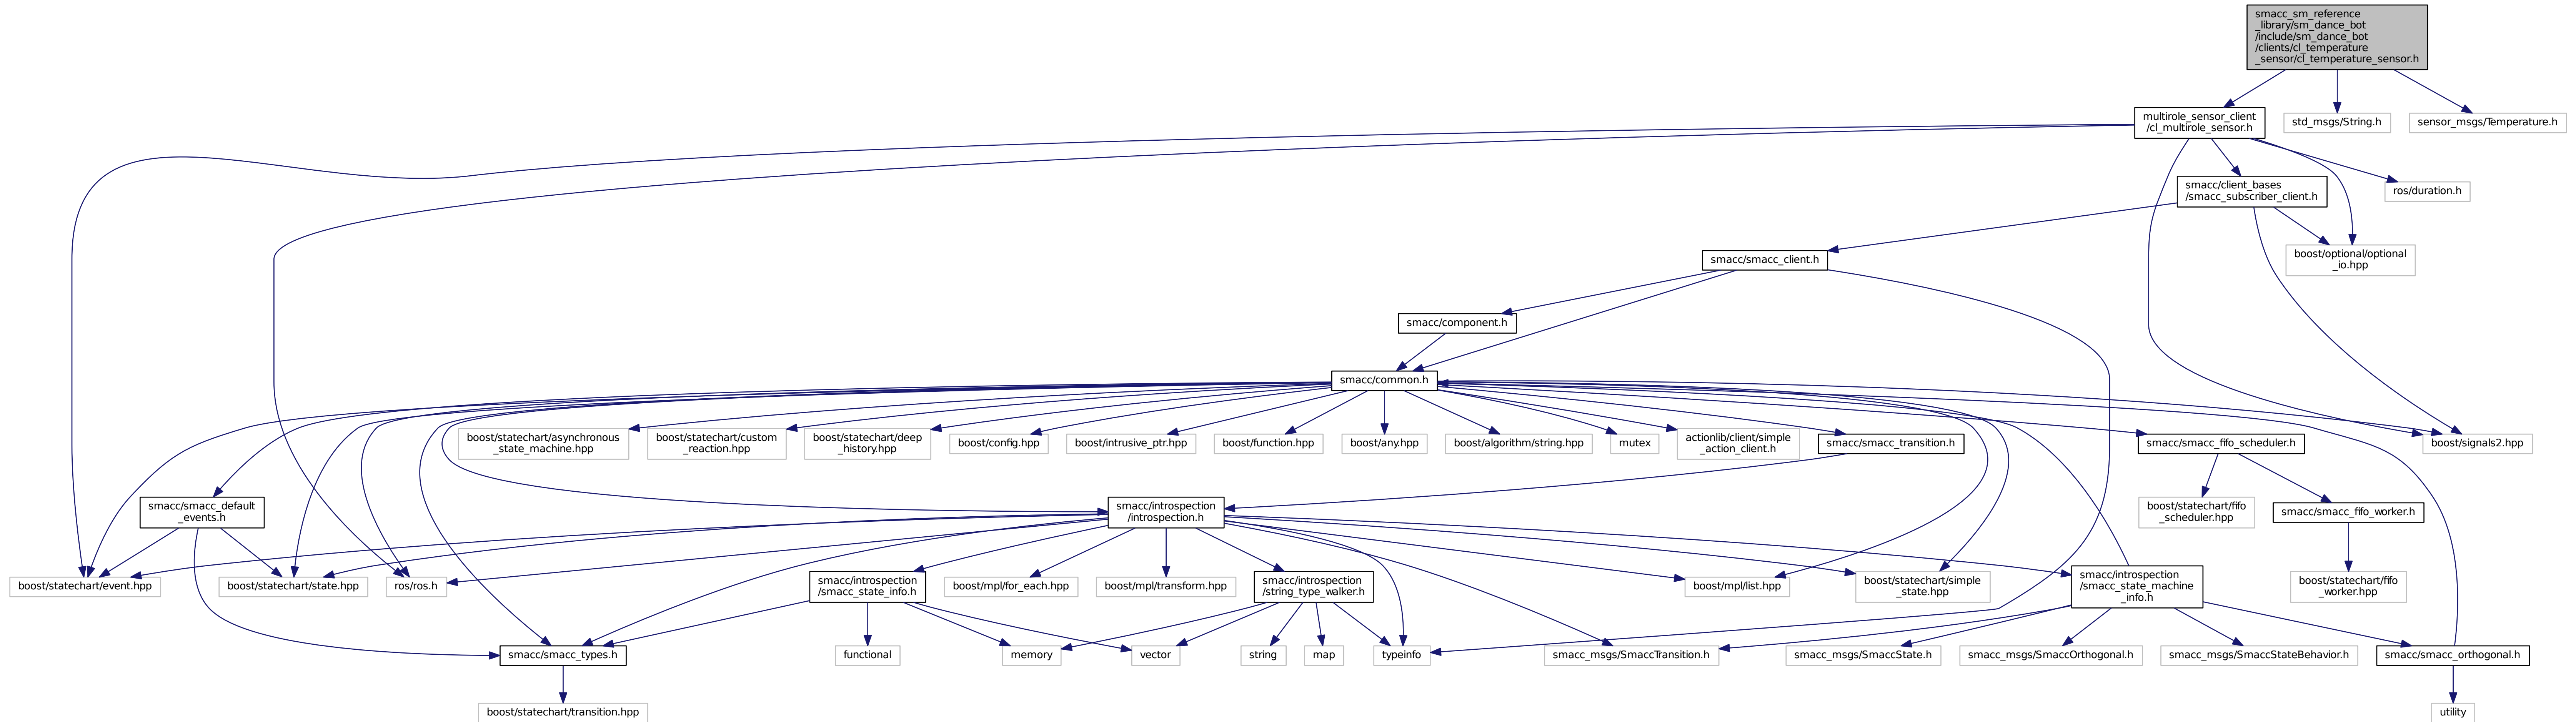 smacc_sm_reference
_library/sm_dance_bot
/include/sm_dance_bot
/clients/cl_temperature
_sensor/cl_temperature_sensor.h
multirole_sensor_client
/cl_multirole_sensor.h
std_msgs/String.h
sensor_msgs/Temperature.h
smacc/client_bases
/smacc_subscriber_client.h
ros/duration.h
smacc/smacc_client.h
boost/optional/optional
_io.hpp
smacc/component.h
smacc/common.h
boost/statechart/asynchronous
_state_machine.hpp
boost/statechart/custom
_reaction.hpp
boost/statechart/deep
_history.hpp
boost/config.hpp
boost/intrusive_ptr.hpp
boost/function.hpp
boost/any.hpp
boost/algorithm/string.hpp
mutex
actionlib/client/simple
_action_client.h
smacc/smacc_transition.h
smacc/smacc_fifo_scheduler.h
boost/signals2.hpp
smacc/smacc_default
_events.h
smacc/introspection
/introspection.h
boost/statechart/fifo
_scheduler.hpp
smacc/smacc_fifo_worker.h
boost/statechart/event.hpp
boost/statechart/state.hpp
ros/ros.h
smacc/introspection
/smacc_state_info.h
boost/mpl/for_each.hpp
boost/mpl/transform.hpp
smacc/introspection
/string_type_walker.h
boost/mpl/list.hpp
boost/statechart/simple
_state.hpp
smacc/introspection
/smacc_state_machine
_info.h
boost/statechart/fifo
_worker.hpp
smacc/smacc_types.h
functional
memory
vector
string
map
typeinfo
smacc_msgs/SmaccTransition.h
smacc_msgs/SmaccState.h
smacc_msgs/SmaccOrthogonal.h
smacc_msgs/SmaccStateBehavior.h
smacc/smacc_orthogonal.h
boost/statechart/transition.hpp
utility